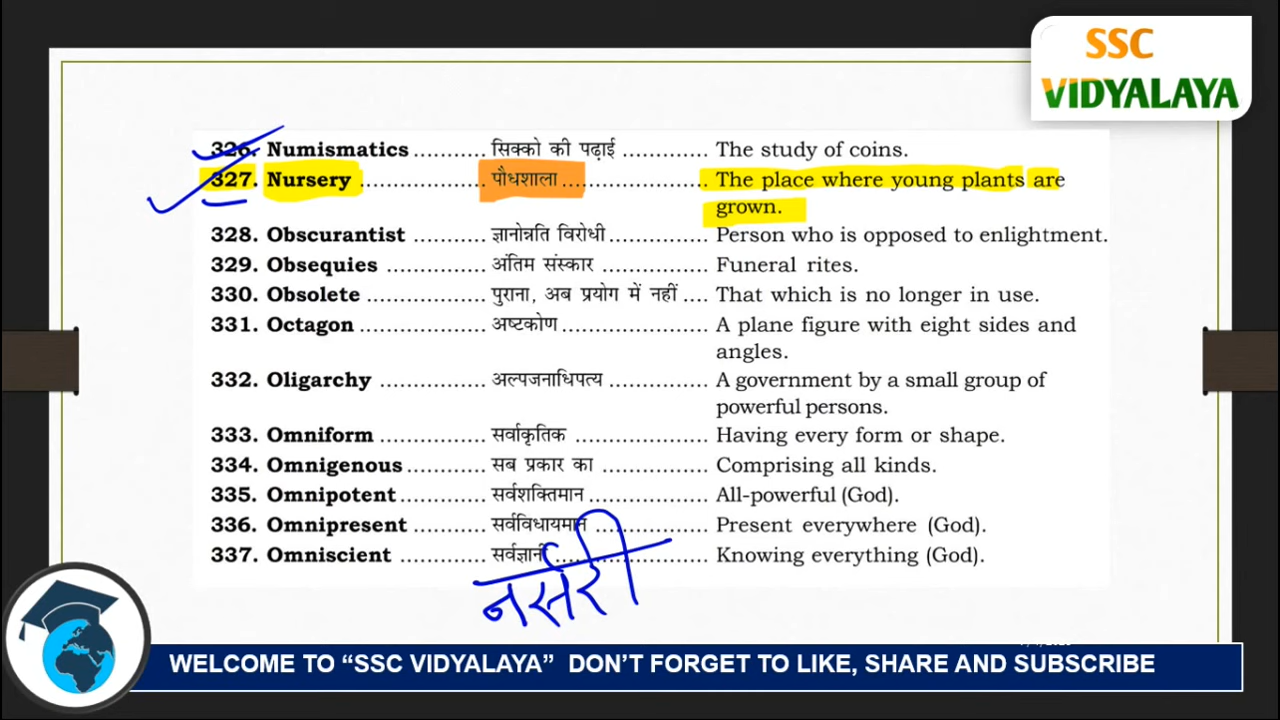 SSC
VIDYALAYA
326. Numismatics ........... सिक्को की पढ़ाई ............. The study of coins.
327. Nursery ................... पौधशाला ...................... The place where young plants are
grown.
328. Obscurantist ........... ज्ञानोन्नति विरोधी............... Person who is opposed to enlightment.
329. Obsequies ............... अंतिम संस्कार ................ Funeral rites.
330. Obsolete .................. पुराना, अब प्रयोग में नहीं .... That which is no longer in use.
331. Octagon ................... अष्टकोण ...................... A plane figure with eight sides and
angles.
332. Oligarchy ................ अल्पजनाधिपत्य ............... A government by a small group of
powerful persons.
333. Omniform ................ सर्वाकृतिक .................... Having every form or shape.
334. Omnigenous ............ सब प्रकार का ................ Comprising all kinds.
335. Omnipotent ............. सर्वशक्तिमान .................. All-powerful (God).
336. Omnipresent ........... सर्वविधायमान ................. Present everywhere (God).
337. Omniscient ............. सर्वज्ञानी ....................... Knowing everything (God).
नर्सरी
WELCOME TO “SSC VIDYALAYA” DON’T FORGET TO LIKE, SHARE AND SUBSCRIBE